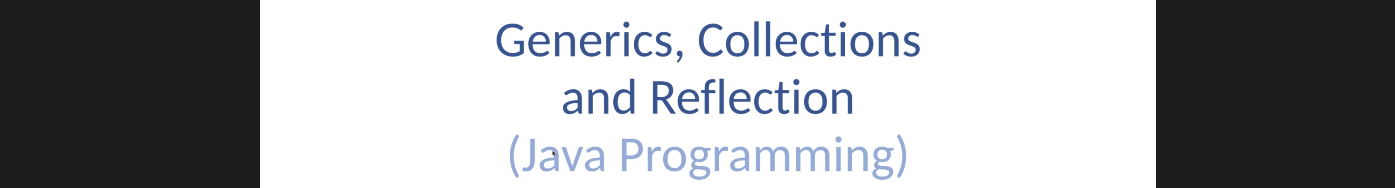 Generics, Collections
and Reflection
(Java Programming)